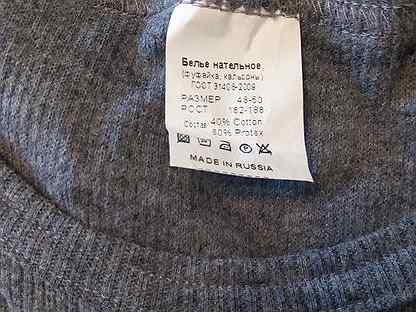 Белье нательное
(Фуфайка, кальсоны)
ГОСТ 31408-2009
РАЗМЕР 48-50
РОСТ 182-188
Состав 40% Cotton
60% Protex
MADE IN RUSSIA